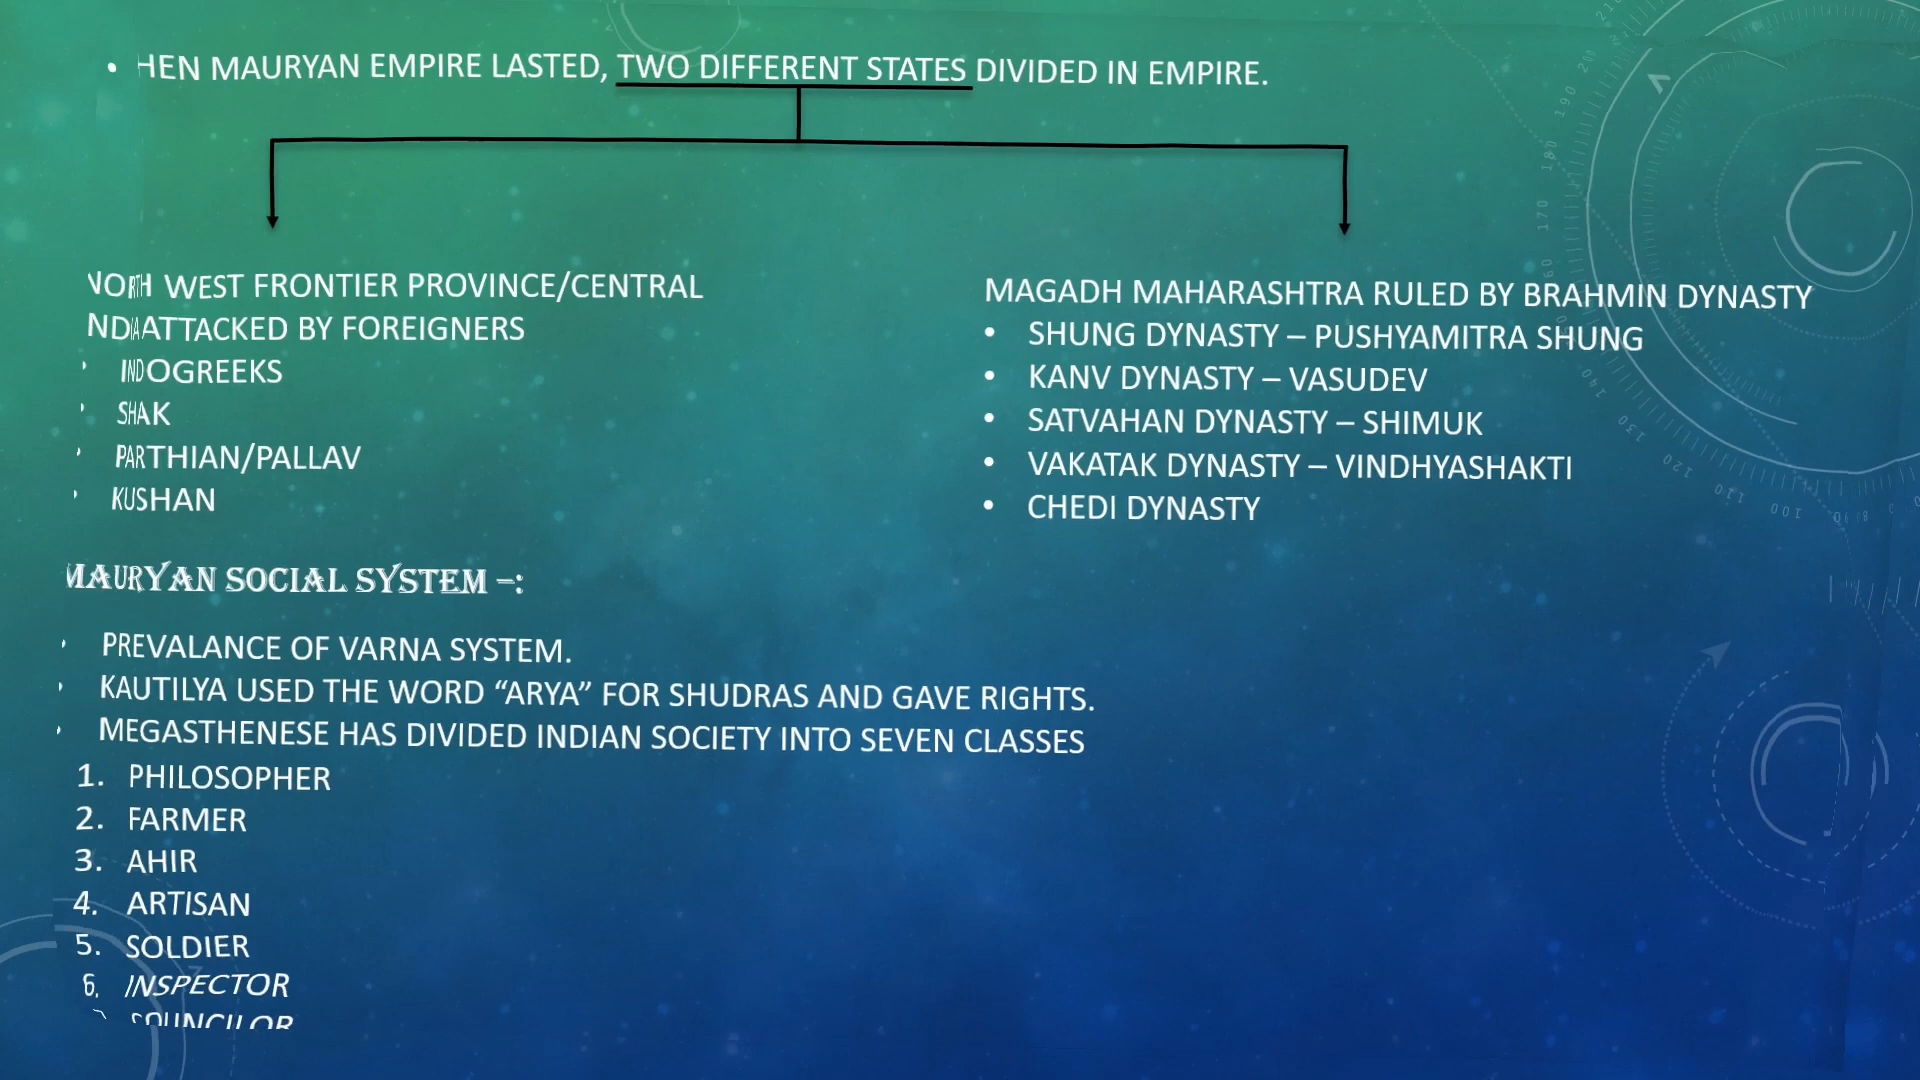 • HEN MAURYAN EMPIRE LASTED, TWO DIFFERENT STATES DIVIDED IN EMPIRE.
NORTH WEST FRONTIER PROVINCE/CENTRAL
NDIA ATTACKED BY FOREIGNERS
• INDOGREEKS
• SHAK
• PARTHIAN/PALLAV
• KUSHAN
MAGADH MAHARASHTRA RULED BY BRAHMIN DYNASTY
• SHUNG DYNASTY – PUSHYAMITRA SHUNG
• KANV DYNASTY – VASUDEV
• SATVAHAN DYNASTY – SHIMUK
• VAKATAK DYNASTY – VINDHYASHAKTI
• CHEDI DYNASTY
MAURYAN SOCIAL SYSTEM –:
• PREVALANCE OF VARNA SYSTEM.
• KAUTILYA USED THE WORD “ARYA” FOR SHUDRAS AND GAVE RIGHTS.
• MEGASTHENESE HAS DIVIDED INDIAN SOCIETY INTO SEVEN CLASSES
1. PHILOSOPHER
2. FARMER
3. AHIR
4. ARTISAN
5. SOLDIER
6. INSPECTOR
COUNCILOR